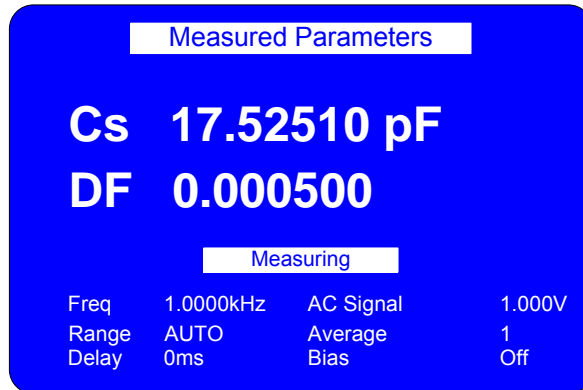 Measured Parameters
Cs 17.52510 pF
DF 0.000500
Measuring
Freq 1.0000kHz AC Signal 1.000V
Range AUTO Average 1
Delay 0ms Bias Off